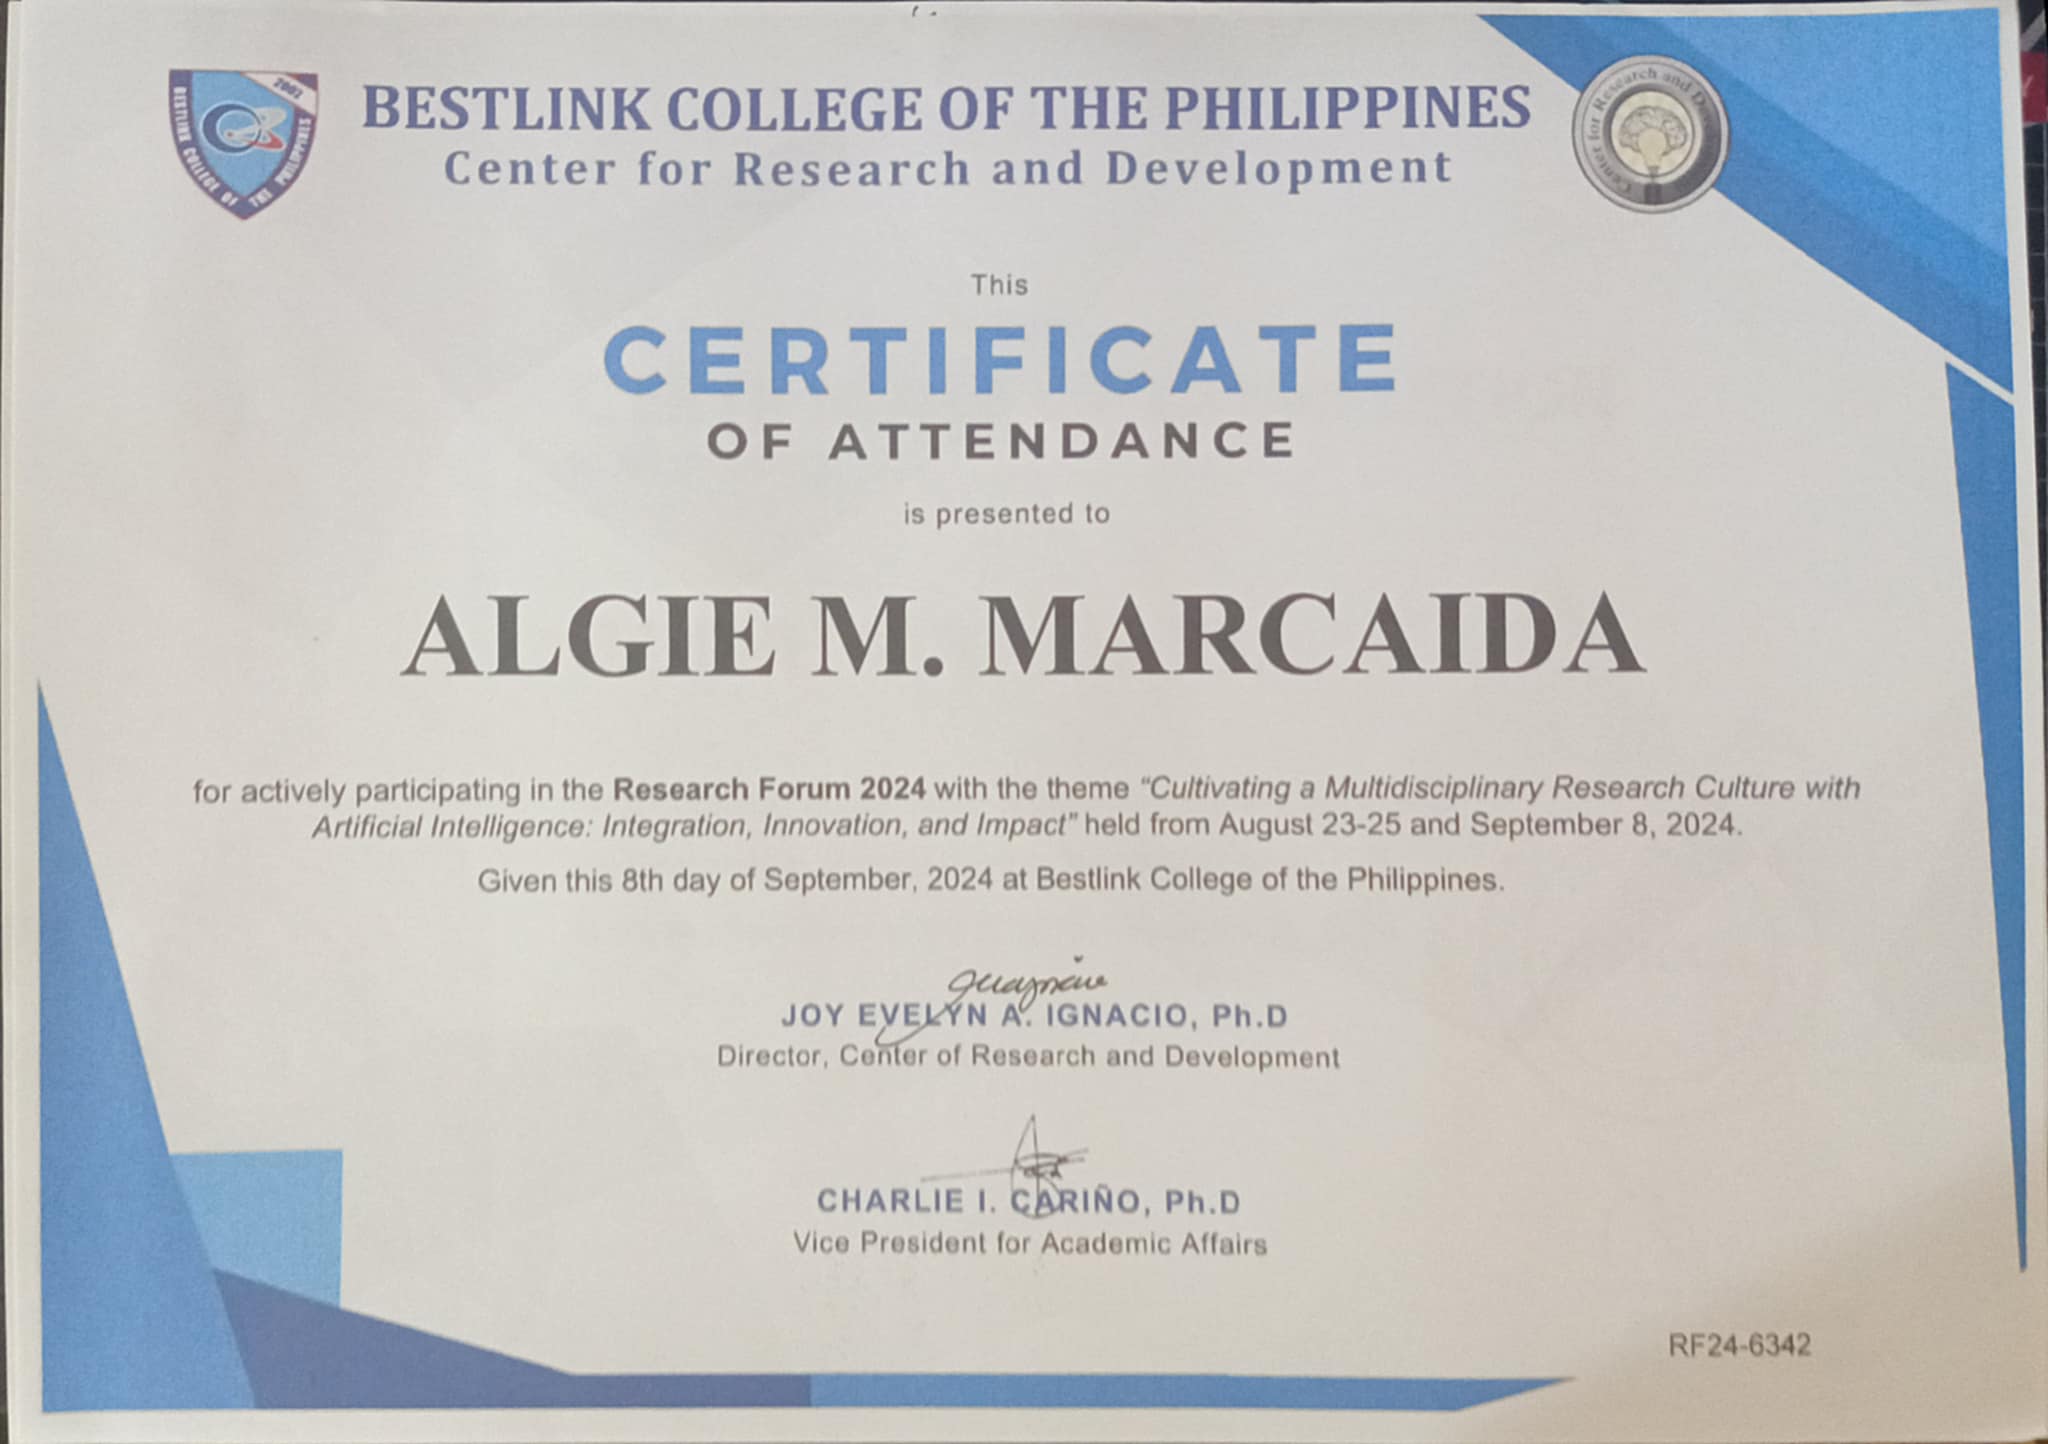 2002
BESTLINK COLLEGE OF THE PHILIPPINES
BESTLINK COLLEGE OF THE PHILIPPINES
Center for Research and Development
Center for Research and
This
CERTIFICATE
OF ATTENDANCE
is presented to
ALGIE M. MARCAIDA
for actively participating in the Research Forum 2024 with the theme “Cultivating a Multidisciplinary Research Culture with
Artificial Intelligence: Integration, Innovation, and Impact” held from August 23-25 and September 8, 2024.
Given this 8th day of September, 2024 at Bestlink College of the Philippines.
JOY EVELYN A. IGNACIO, Ph.D
Director, Center of Research and Development
CHARLIE I. CARIÑO, Ph.D
Vice President for Academic Affairs
RF24-6342